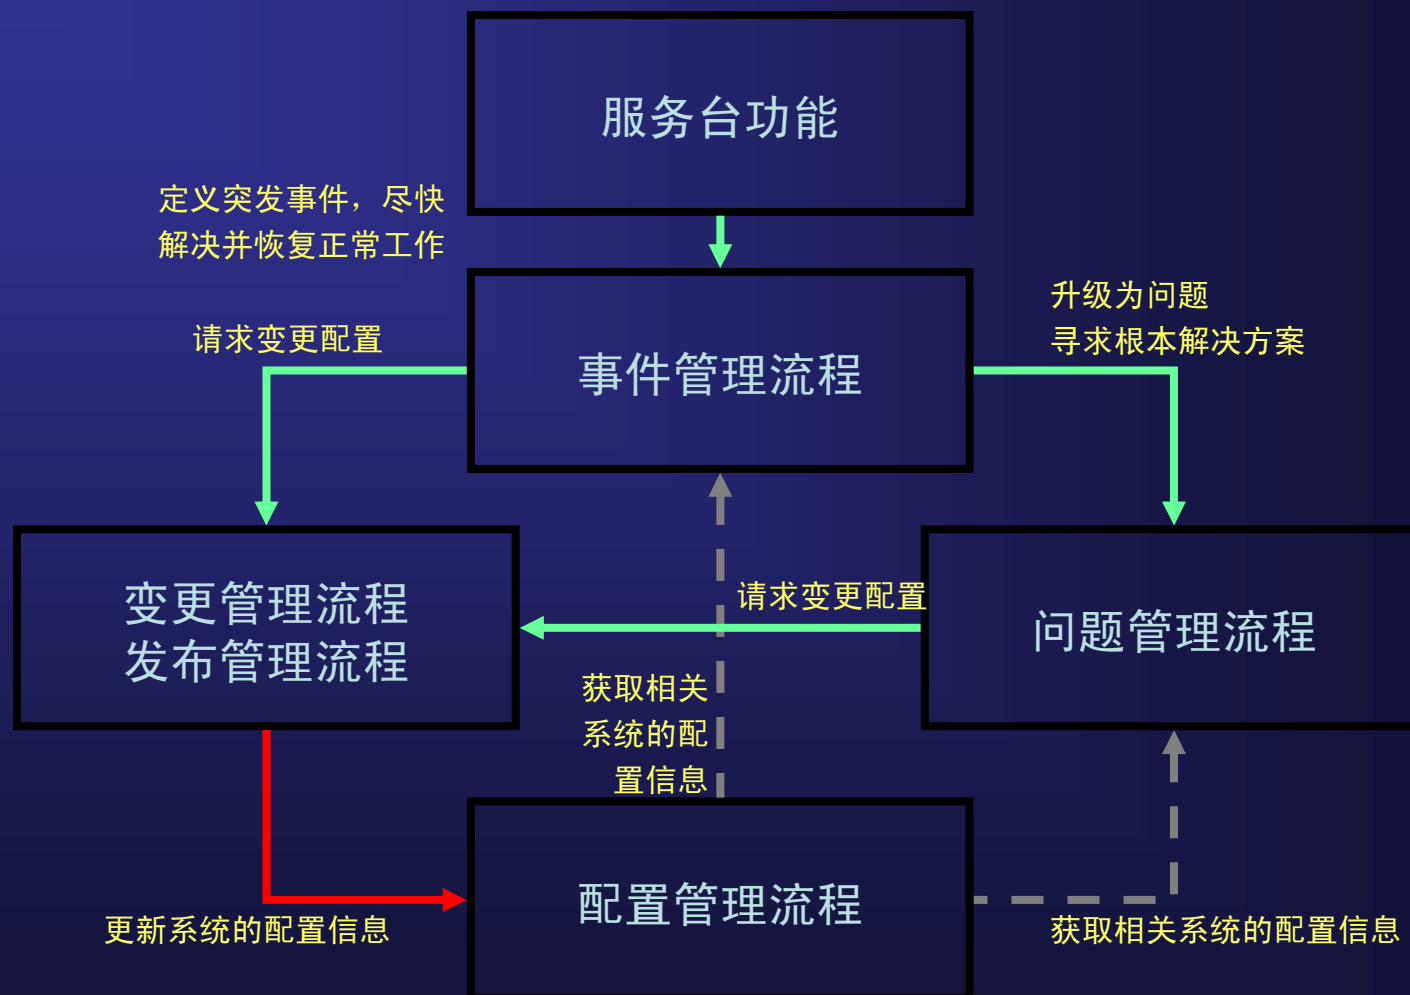 服务台功能
定义突发事件，尽快
解决并恢复正常工作
升级为问题
寻求根本解决方案
请求变更配置
事件管理流程
变更管理流程
发布管理流程
请求变更配置
问题管理流程
获取相关
系统的配
置信息
配置管理流程
更新系统的配置信息
获取相关系统的配置信息